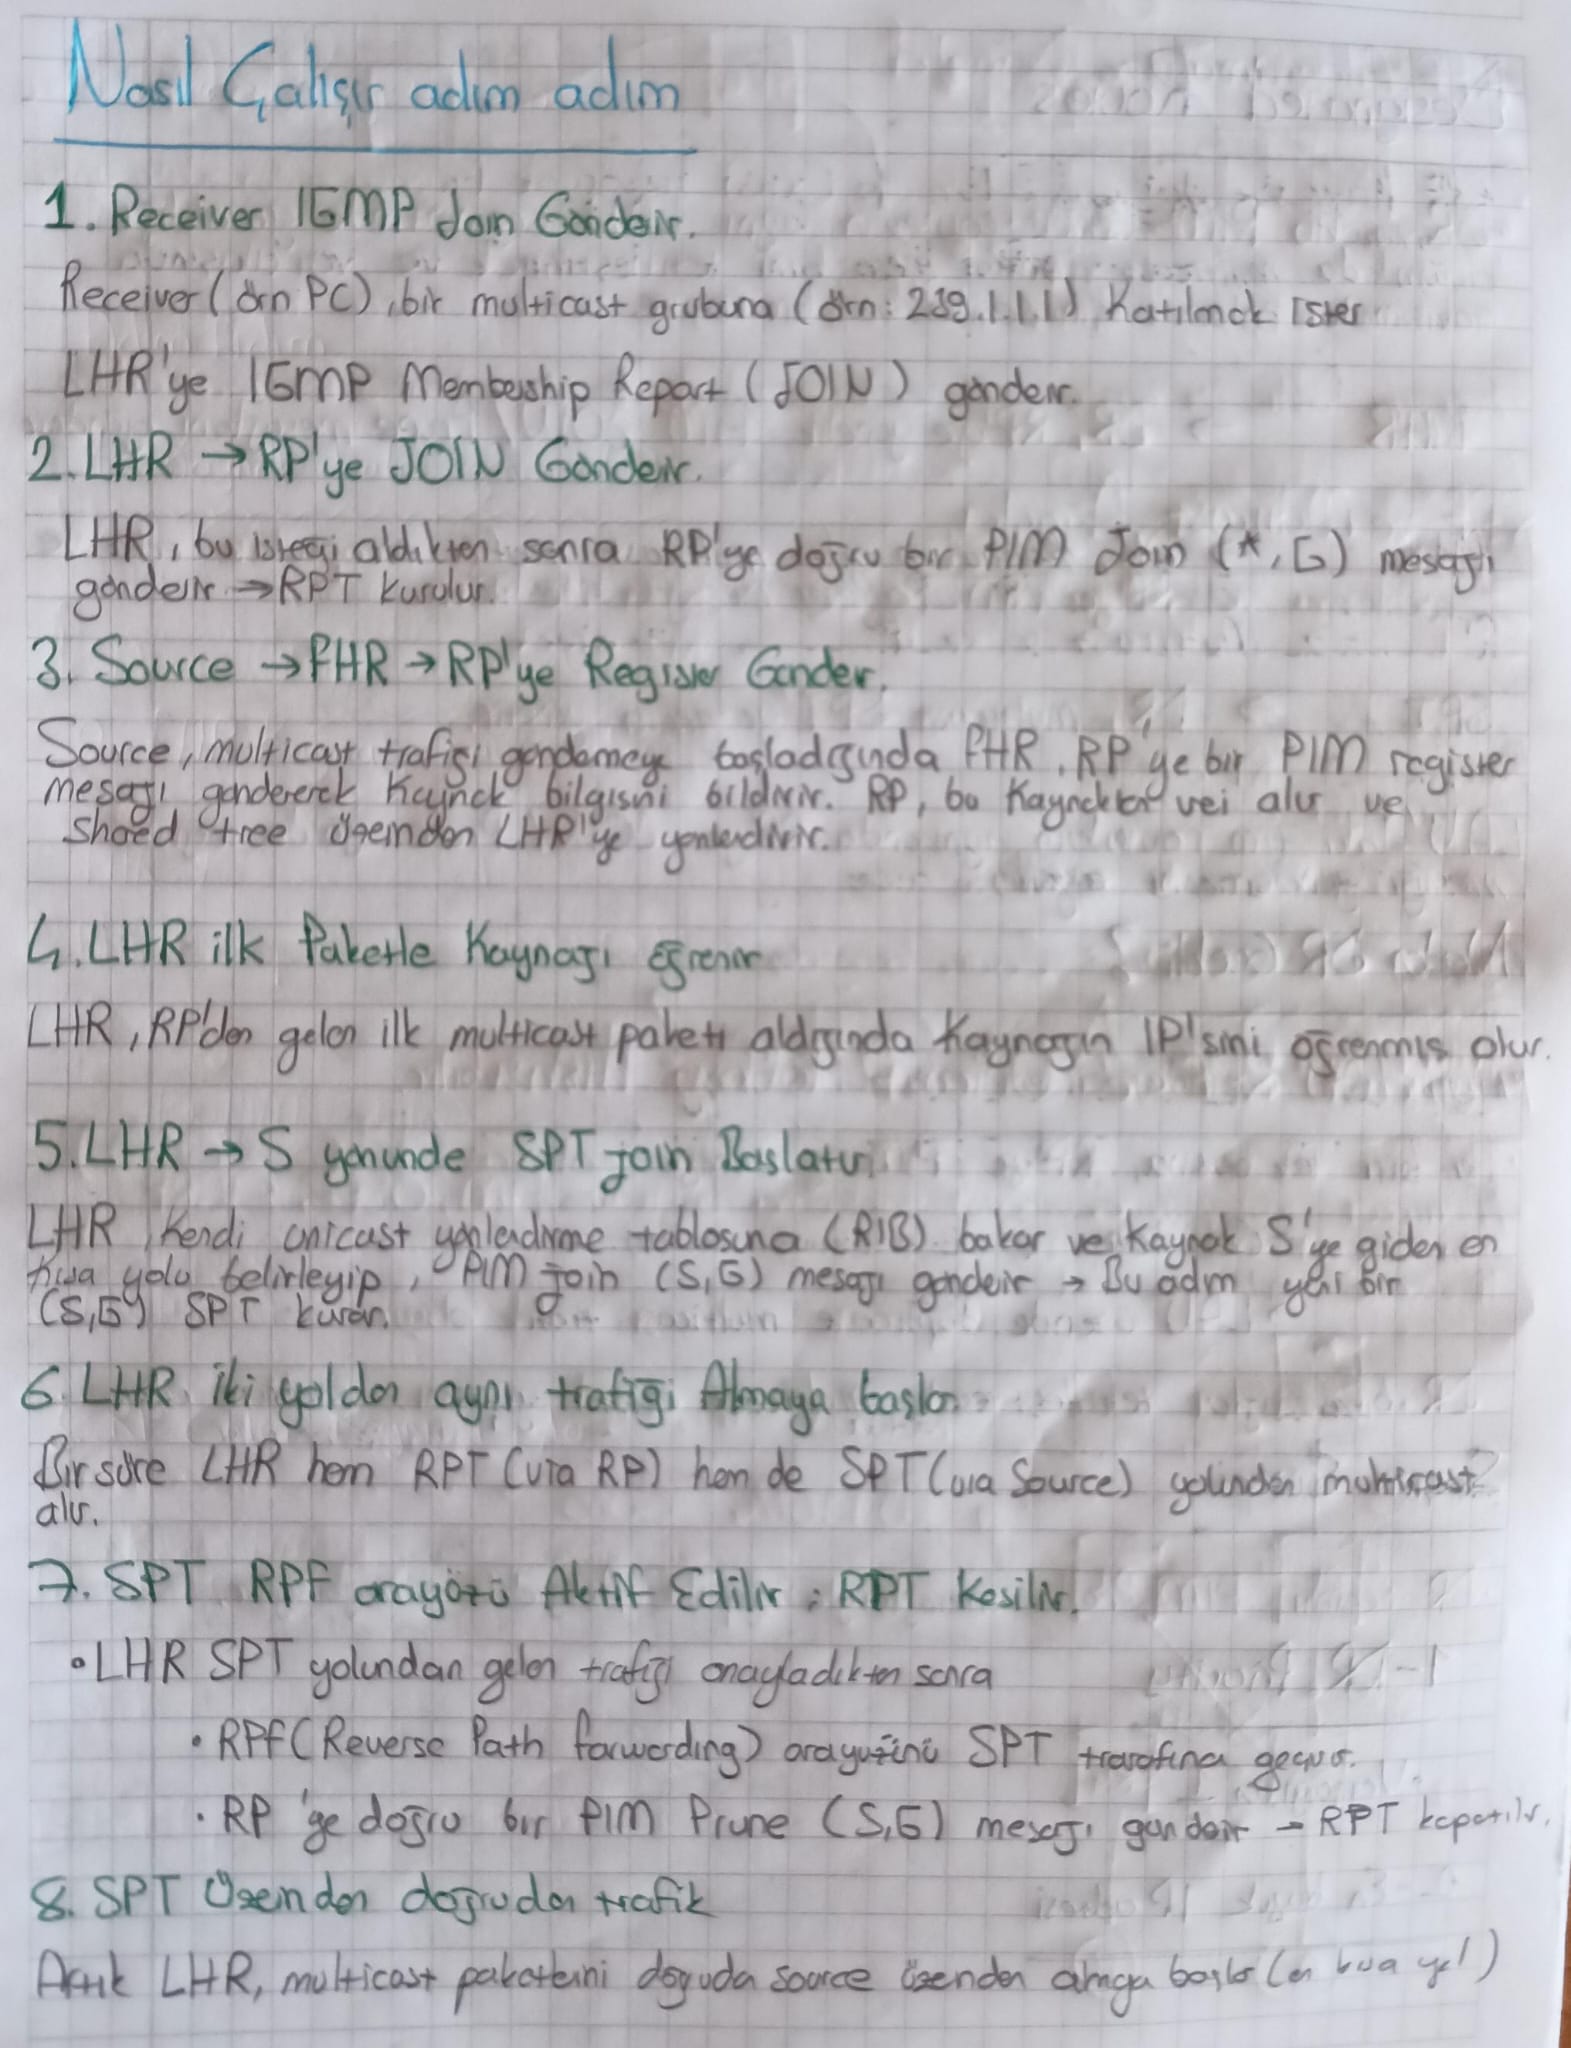 Nasıl Çalışır adım adım
1. Receiver IGMP Join Gönderir.
Receiver (örn PC), bir multicast grubuna (örn: 239.1.1.1) Katılmak ister
LHR'ye IGMP Membership Report (JOIN) gönderir.
2. LHR → RP'ye JOIN Gönderir.
LHR, bu isteği aldıkten sonra RP'ye doğru bir PIM Join (*, G) mesajı
gönderir → RPT kurulur.
3. Source → FHR → RP'ye Register Gönder.
Source, multicast trafiği göndermeye başladığında FHR, RP'ye bir PIM register
mesajı göndererek Kaynak bilgisini bildirir. RP, bu Kaynakten veri alır ve
Shared tree üzerinden LHR'ye yönlendirir.
4. LHR ilk Paketle Kaynağı öğrenir
LHR, RP'den gelen ilk multicast paketi aldığında Kaynağın IP'sini öğrenmiş olur.
5. LHR → S yönünde SPT join Başlatır
LHR, Kendi unicast yönlendirme tablosuna (RIB) bakar ve Kaynak S'ye giden en
kısa yolu belirleyip, PIM join (S,G) mesajı gönderir → Bu adım yeni bir
(S,G) SPT kurar.
6. LHR iki yoldan aynı trafiği Almaya başlar
Bir süre LHR hem RPT (via RP) hem de SPT (via Source) yolundan multicast
alır.
7. SPT RPF arayüzü Aktif Edilir ; RPT Kesilir.
• LHR SPT yolundan gelen trafiği onayladıkten sonra
• RPF (Reverse Path forwarding) arayüzünü SPT trarafına geçirir.
• RP 'ye doğru bir PIM Prune (S,G) mesajı gönderir → RPT kapatılır.
8. SPT Üzerinden doğrudan trafik
Artık LHR, multicast paketlerini doğruda source üzerinden almaya başlar (en kısa yol)